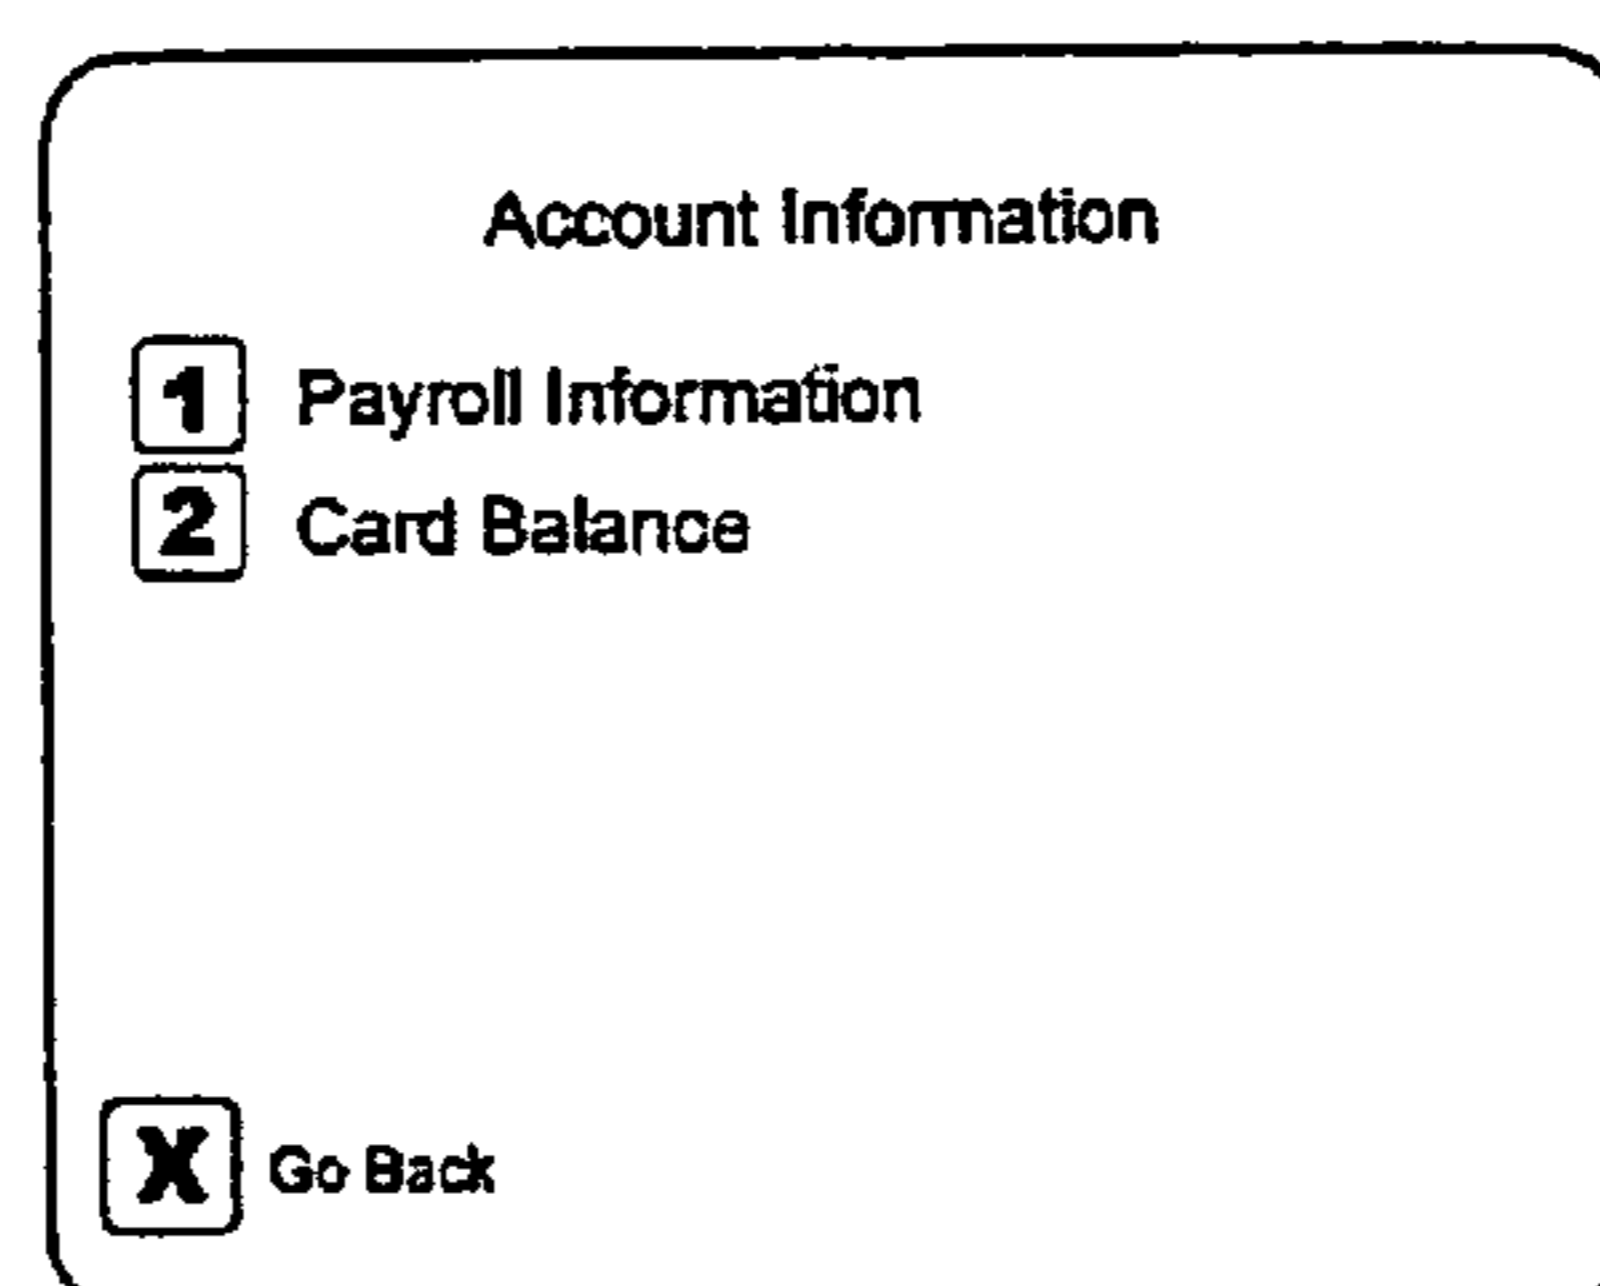 Account Information
1 Payroll Information
2 Card Balance
X Go Back